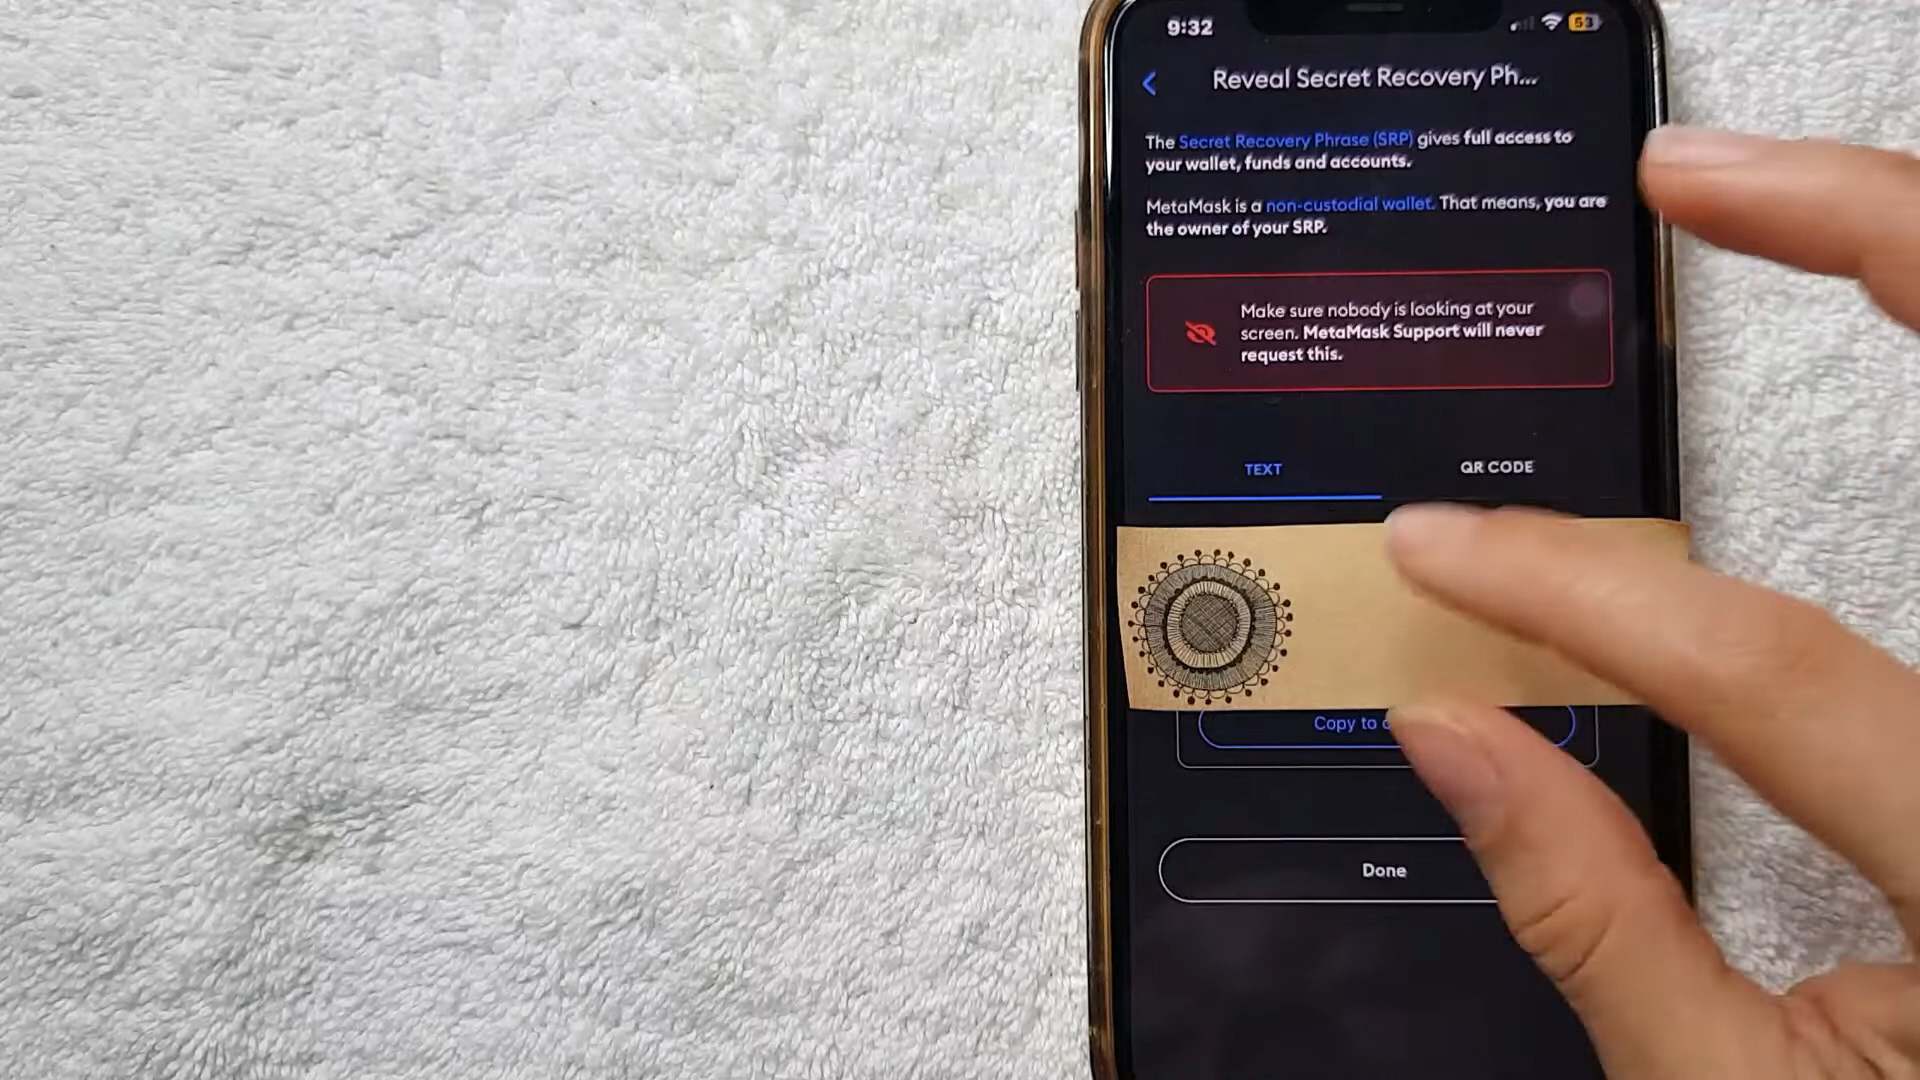 9:32
53
Reveal Secret Recovery Ph...
The Secret Recovery Phrase (SRP) gives full access to
your wallet, funds and accounts.
MetaMask is a non-custodial wallet. That means, you are
the owner of your SRP.
Make sure nobody is looking at your
screen. MetaMask Support will never
request this.
TEXT
QR CODE
Copy to
Done